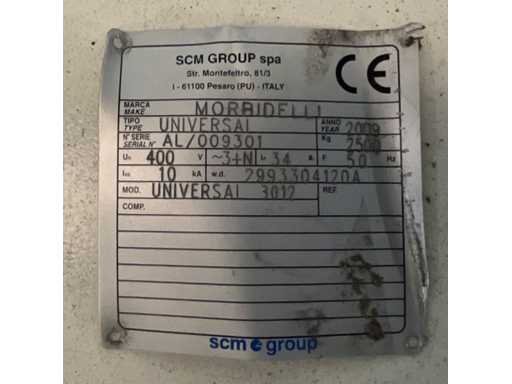 SCM GROUP spa
Str. Montefeltro, 81/3
I - 61100 Pesaro (PU) - ITALY
CE
MARCA MAKE MORBIDELLI
TIPO TYPE UNIVERSAL ANNO YEAR 2009
N° SERIE SERIAL N° AL/009301 Kg 2500
Un 400 V ~3+N In 34 A F 50 Hz
Icc 10 kA w.d. 2993304120A
MOD. UNIVERSAL 3012 REF.
COMP.
scm group